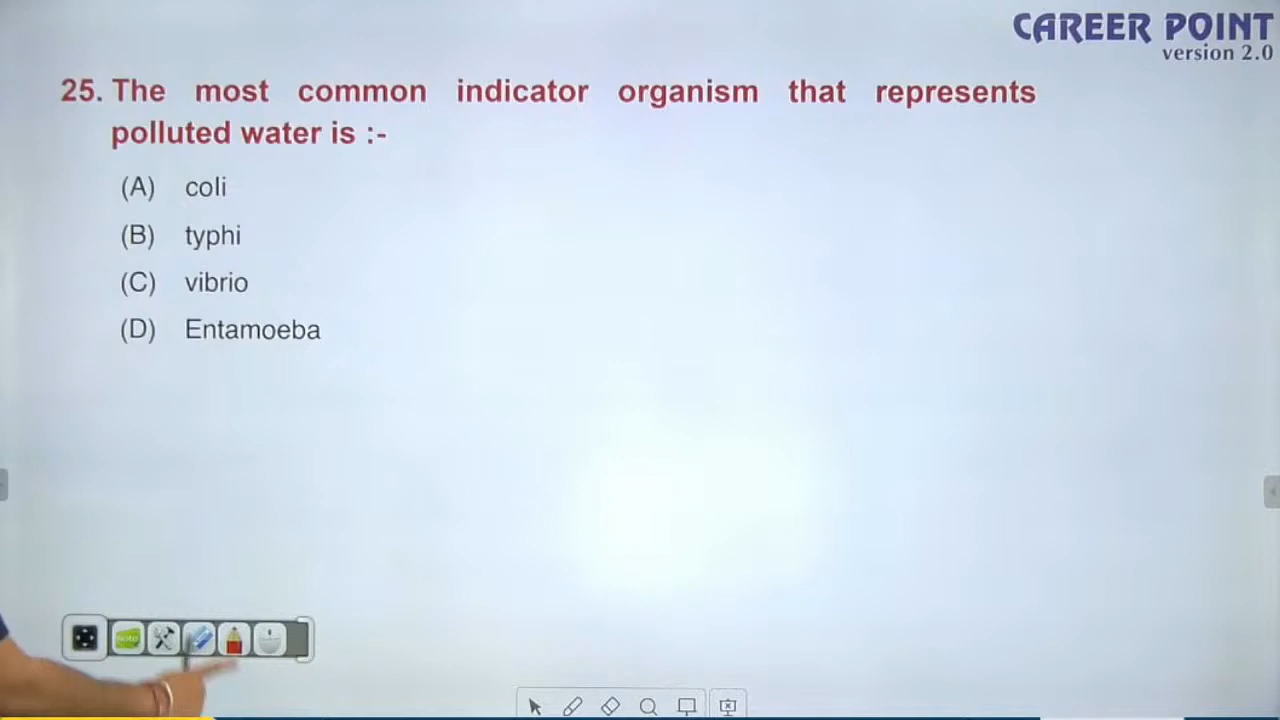 CAREER POINT
version 2.0
25. The most common indicator organism that represents
polluted water is :-
(A) coli
(B) typhi
(C) vibrio
(D) Entamoeba
Note